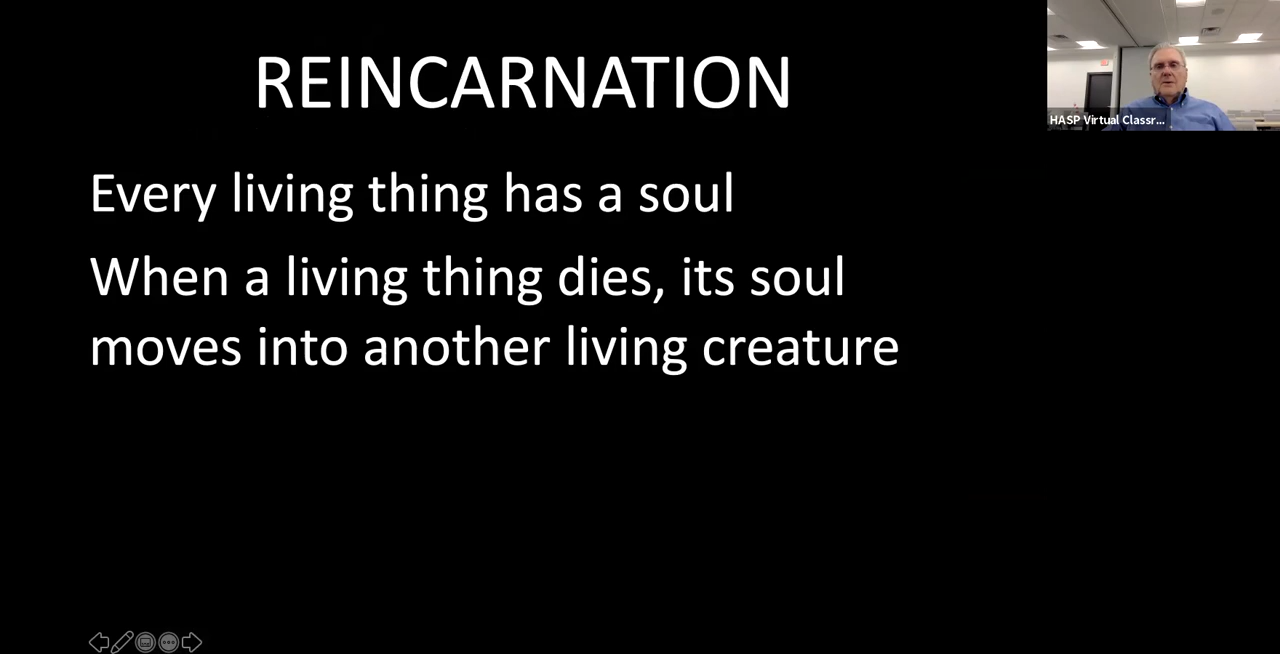 REINCARNATION
HASP Virtual Classr...
Every living thing has a soul
When a living thing dies, its soul
moves into another living creature